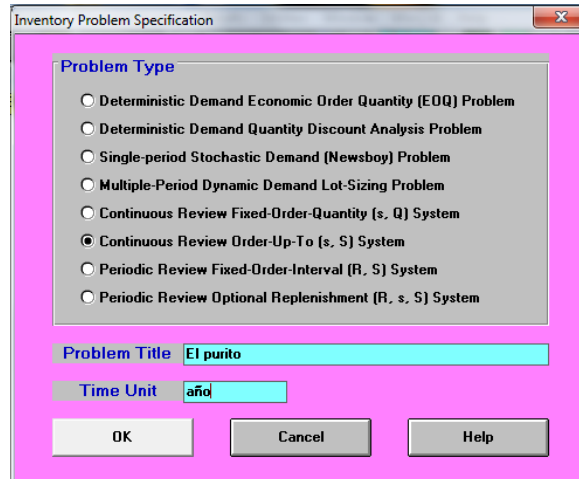 Inventory Problem Specification
Problem Type
Deterministic Demand Economic Order Quantity (EOQ) Problem
Deterministic Demand Quantity Discount Analysis Problem
Single-period Stochastic Demand (Newsboy) Problem
Multiple-Period Dynamic Demand Lot-Sizing Problem
Continuous Review Fixed-Order-Quantity (s, Q) System
Continuous Review Order-Up-To (s, S) System
Periodic Review Fixed-Order-Interval (R, S) System
Periodic Review Optional Replenishment (R, s, S) System
Problem Title El purito
Time Unit año
OK Cancel Help